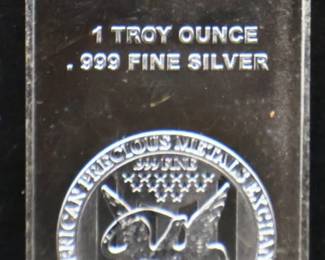 1 TROY OUNCE
.999 FINE SILVER
AMERICAN PRECIOUS METALS EXCHANGE
.999 FINE